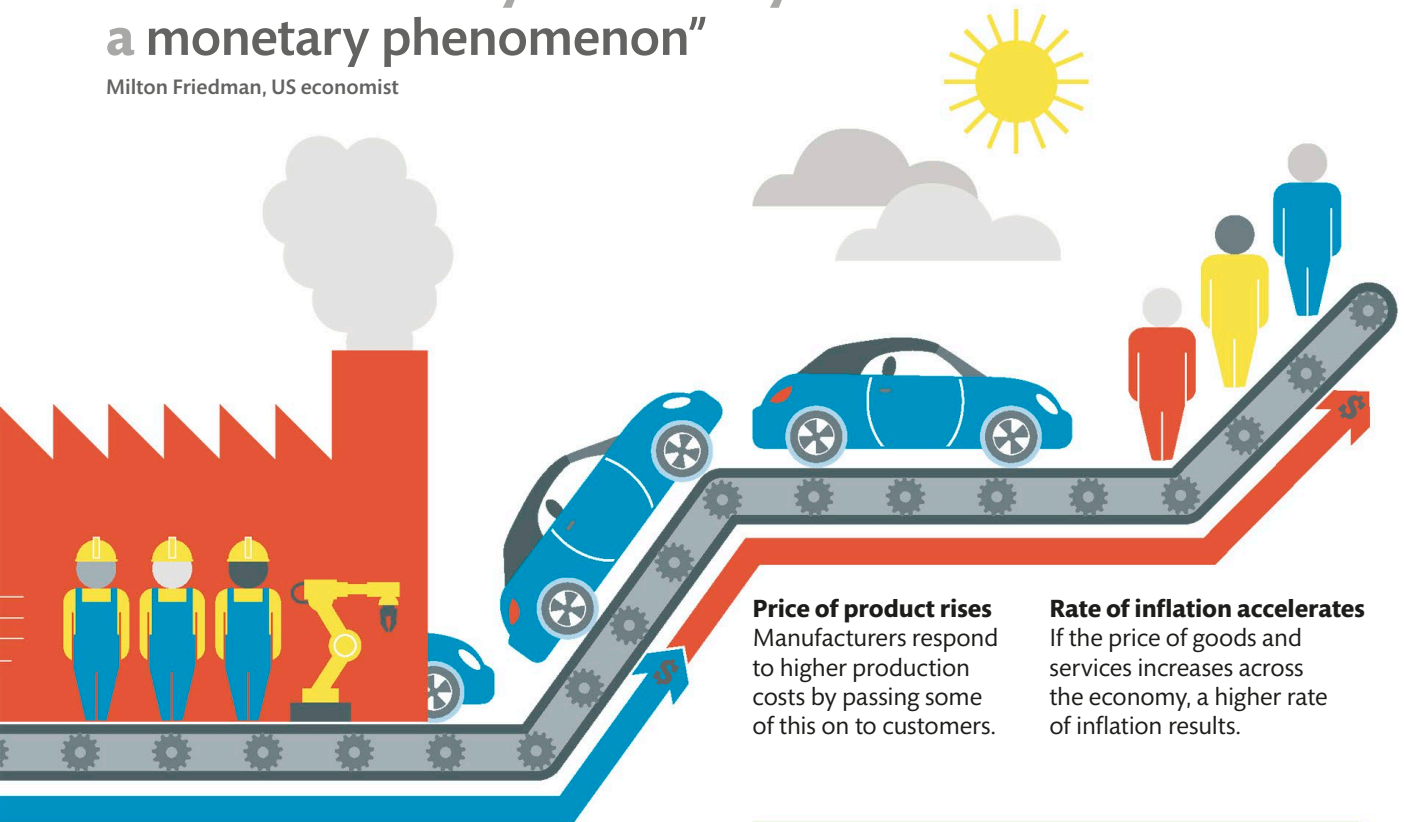 a monetary phenomenon”
Milton Friedman, US economist
$
$
Price of product rises
Manufacturers respond
to higher production
costs by passing some
of this on to customers.
Rate of inflation accelerates
If the price of goods and
services increases across
the economy, a higher rate
of inflation results.